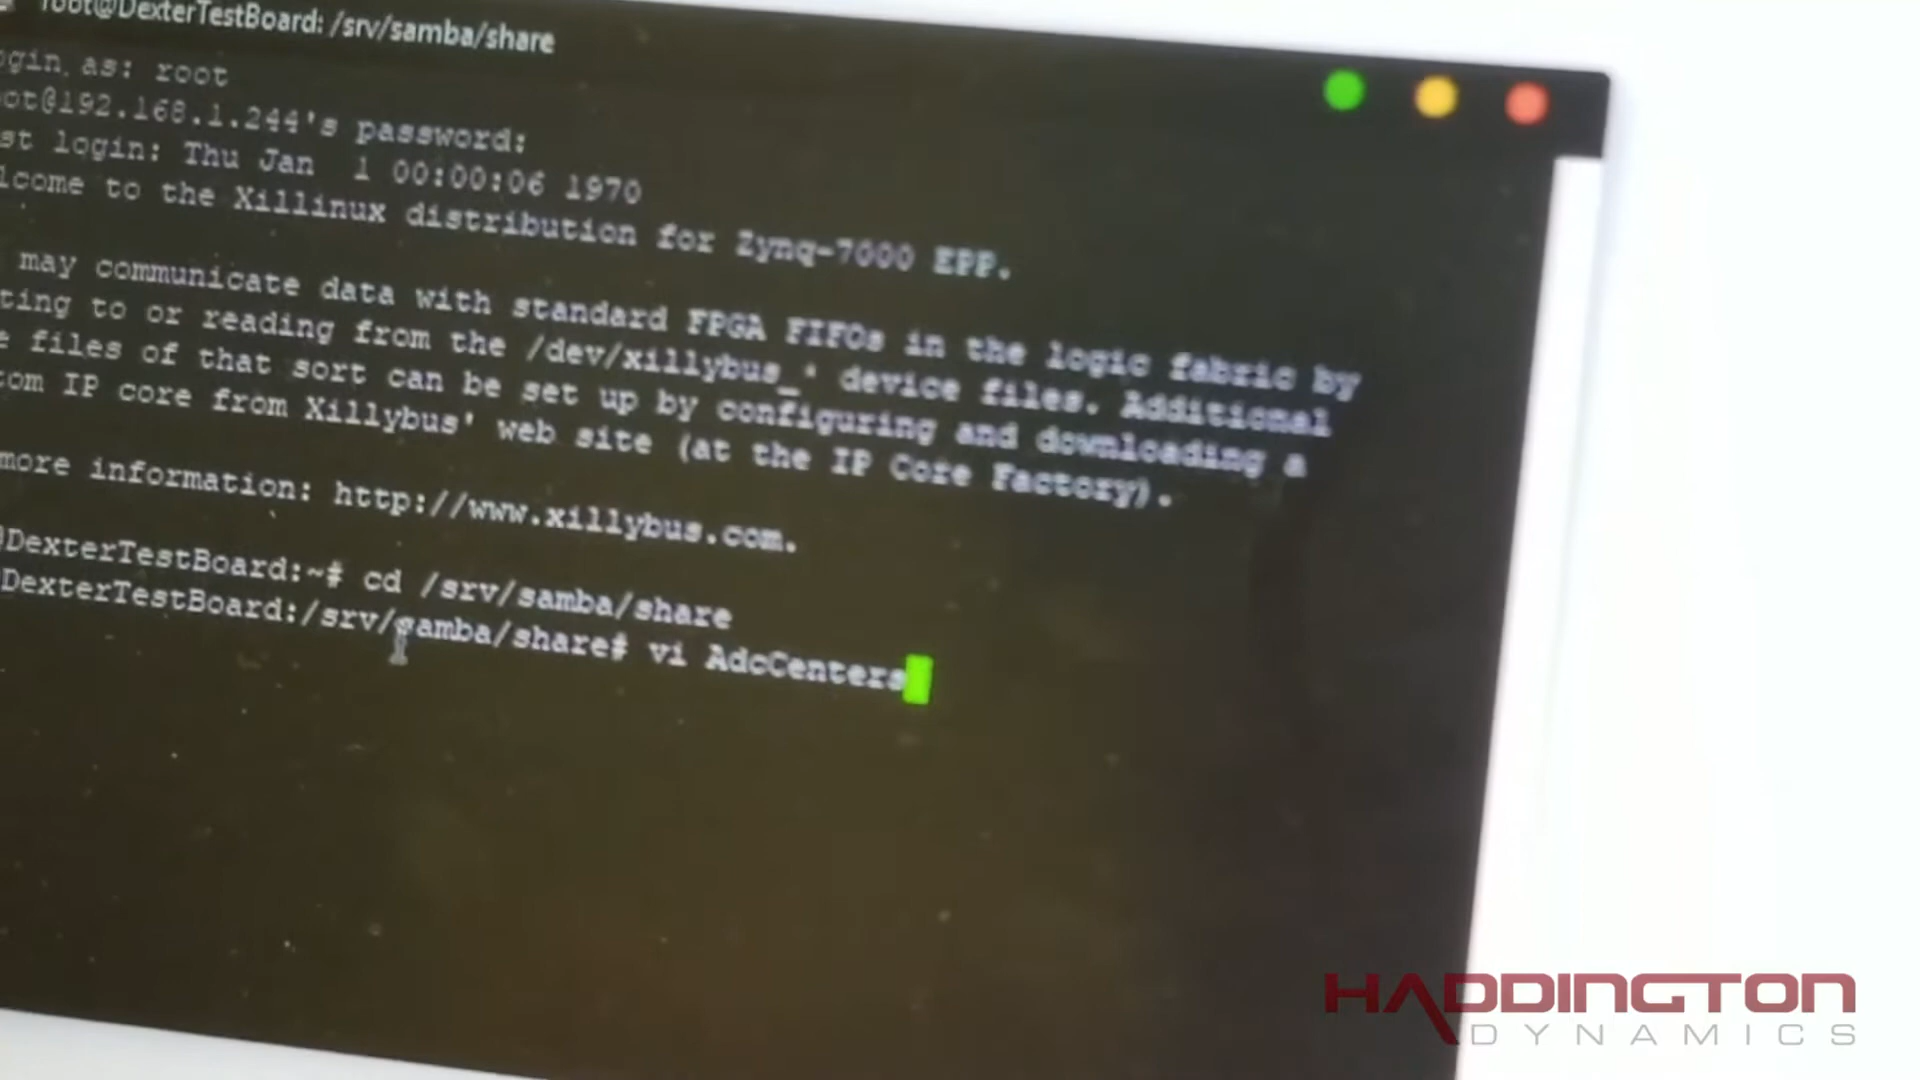 root@DexterTestBoard: /srv/samba/share
ogin as: root
oot@192.168.1.244's password:
st login: Thu Jan  1 00:00:06 1970
lcome to the Xillinux distribution for Zynq-7000 EPP.
may communicate data with standard FPGA FIFOs in the logic fabric by
ting to or reading from the /dev/xillybus_* device files. Additional
e files of that sort can be set up by configuring and downloading a
tom IP core from Xillybus' web site (at the IP Core Factory).
more information: http://www.xillybus.com.
@DexterTestBoard:~# cd /srv/samba/share
@DexterTestBoard:/srv/samba/share# vi AdcCenters
HADDINGTON
DYNAMICS